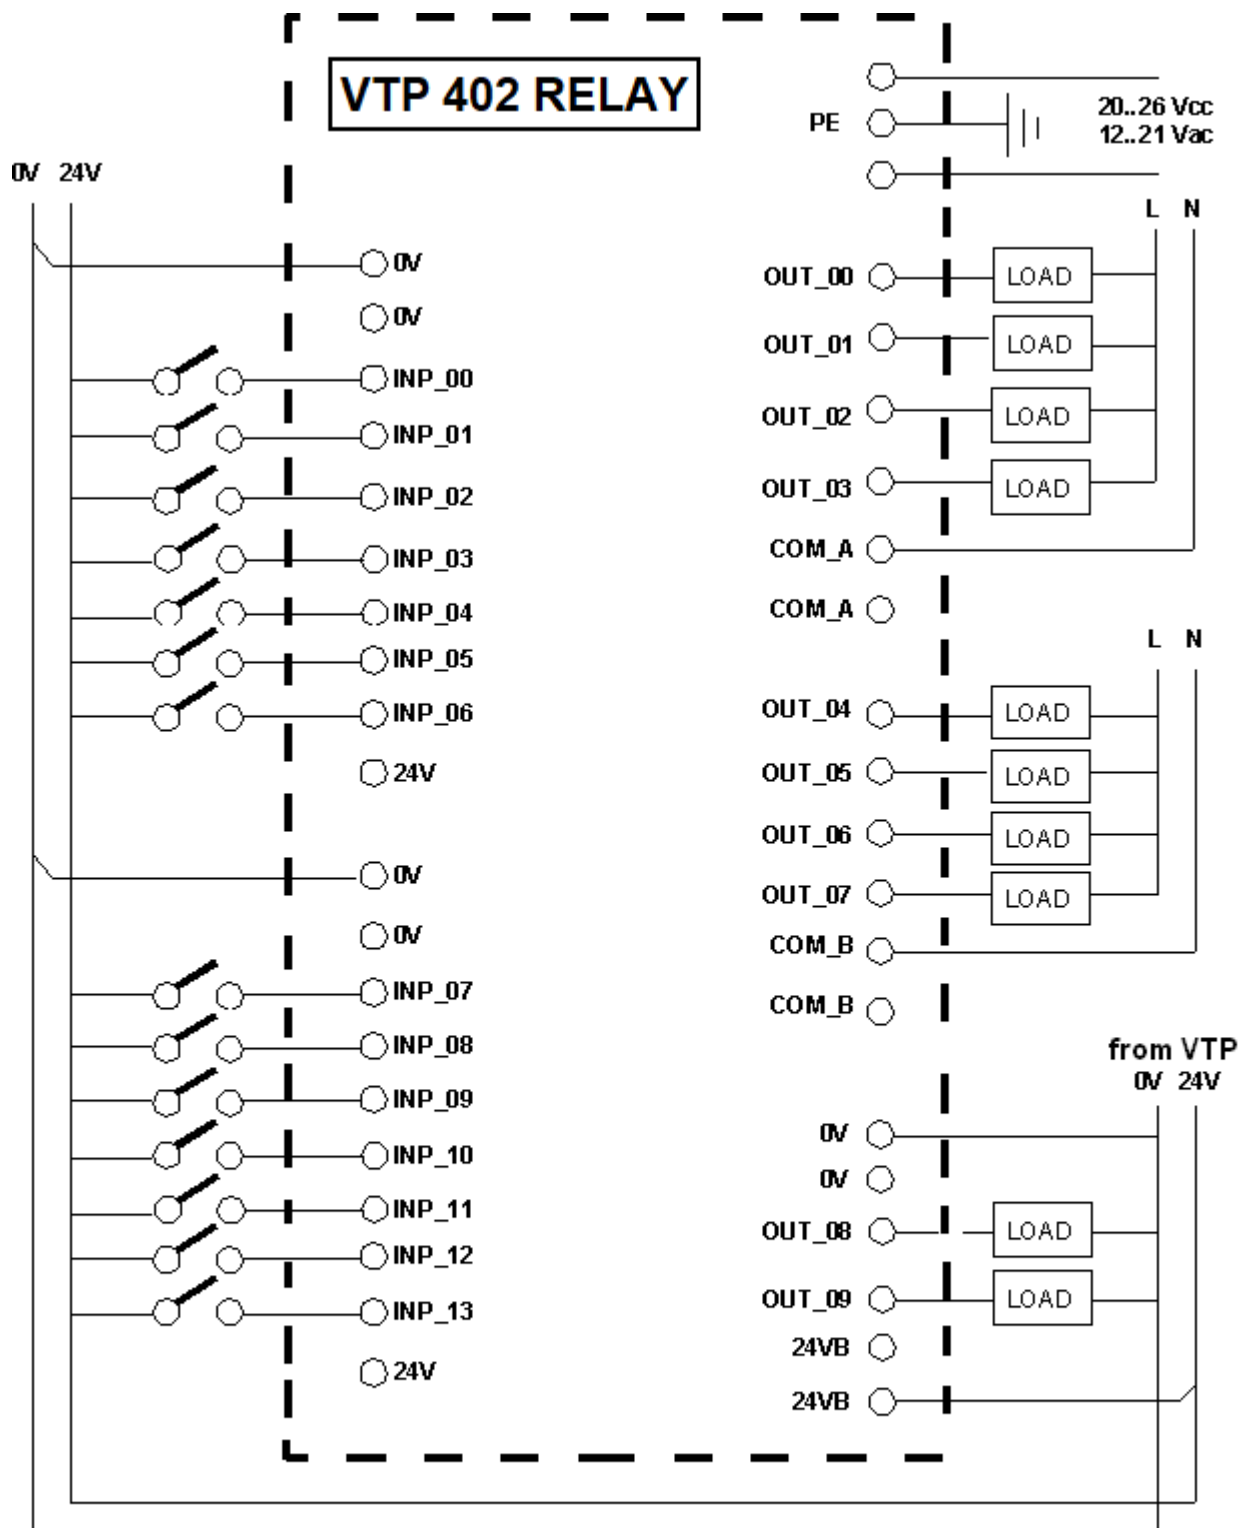 VTP 402 RELAY
PE
20..26 Vcc
12..21 Vac
0V 24V
0V
0V
INP_00
INP_01
INP_02
INP_03
INP_04
INP_05
INP_06
24V
0V
0V
INP_07
INP_08
INP_09
INP_10
INP_11
INP_12
INP_13
24V
L N
OUT_00 LOAD
OUT_01 LOAD
OUT_02 LOAD
OUT_03 LOAD
COM_A
COM_A
L N
OUT_04 LOAD
OUT_05 LOAD
OUT_06 LOAD
OUT_07 LOAD
COM_B
COM_B
from VTP
0V 24V
0V
0V
OUT_08 LOAD
OUT_09 LOAD
24VB
24VB